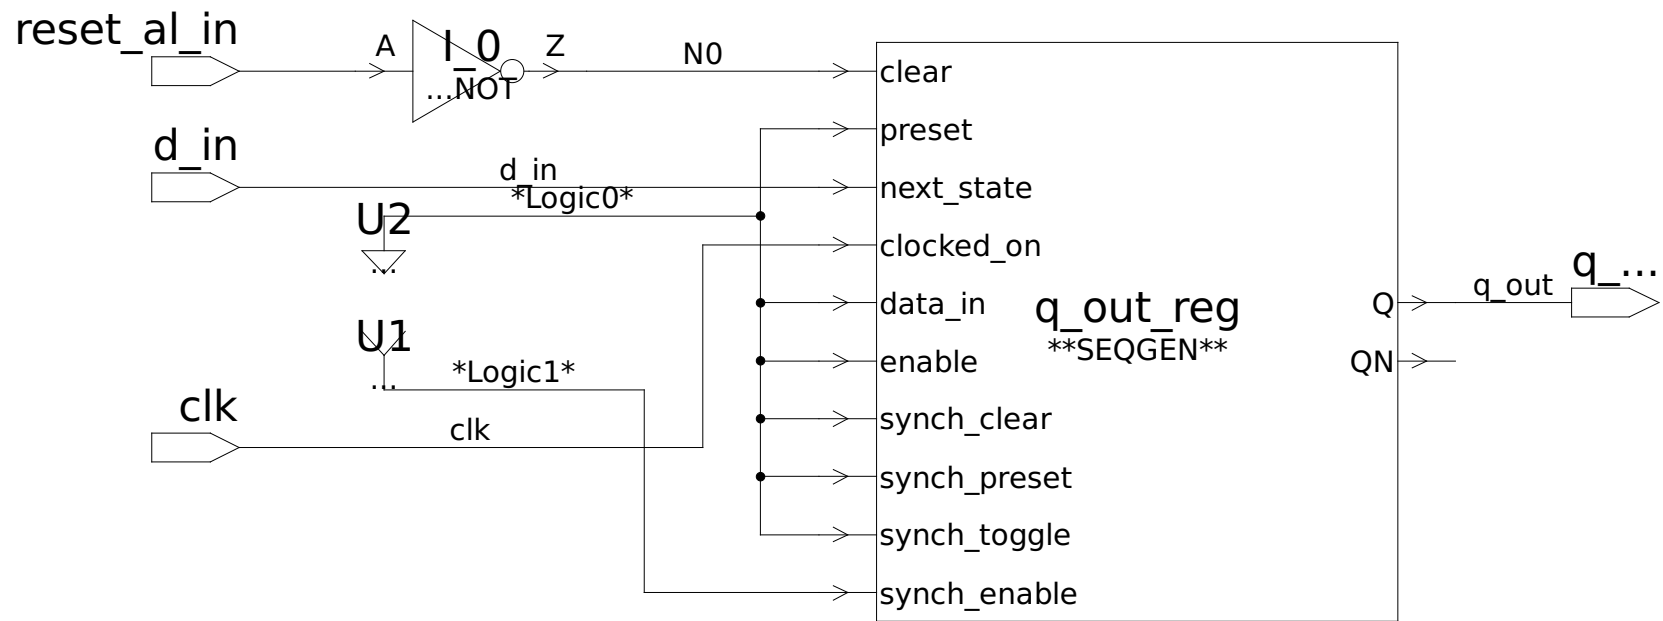 reset_al_in
A
I_0
Z
N0
...NOT
clear
preset
d_in
d_in
next_state
*Logic0*
U2
...
clocked_on
data_in
q_out_reg
**SEQGEN**
Q
q_out
q_...
U1
...
*Logic1*
enable
QN
clk
clk
synch_clear
synch_preset
synch_toggle
synch_enable